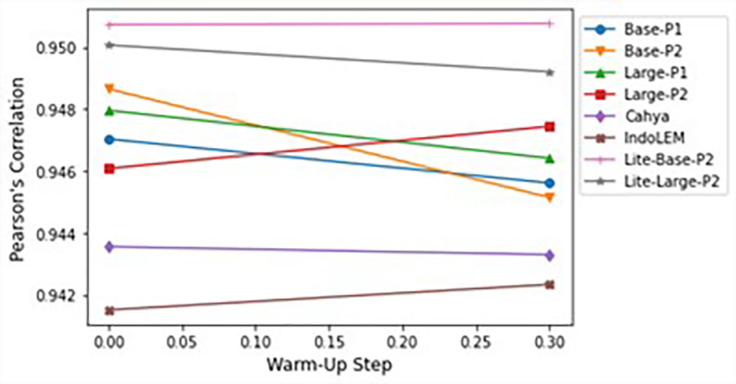 0.950
0.948
0.946
0.944
0.942
Pearson's Correlation
0.00 0.05 0.10 0.15 0.20 0.25 0.30
Warm-Up Step
Base-P1
Base-P2
Large-P1
Large-P2
Cahya
IndoLEM
Lite-Base-P2
Lite-Large-P2